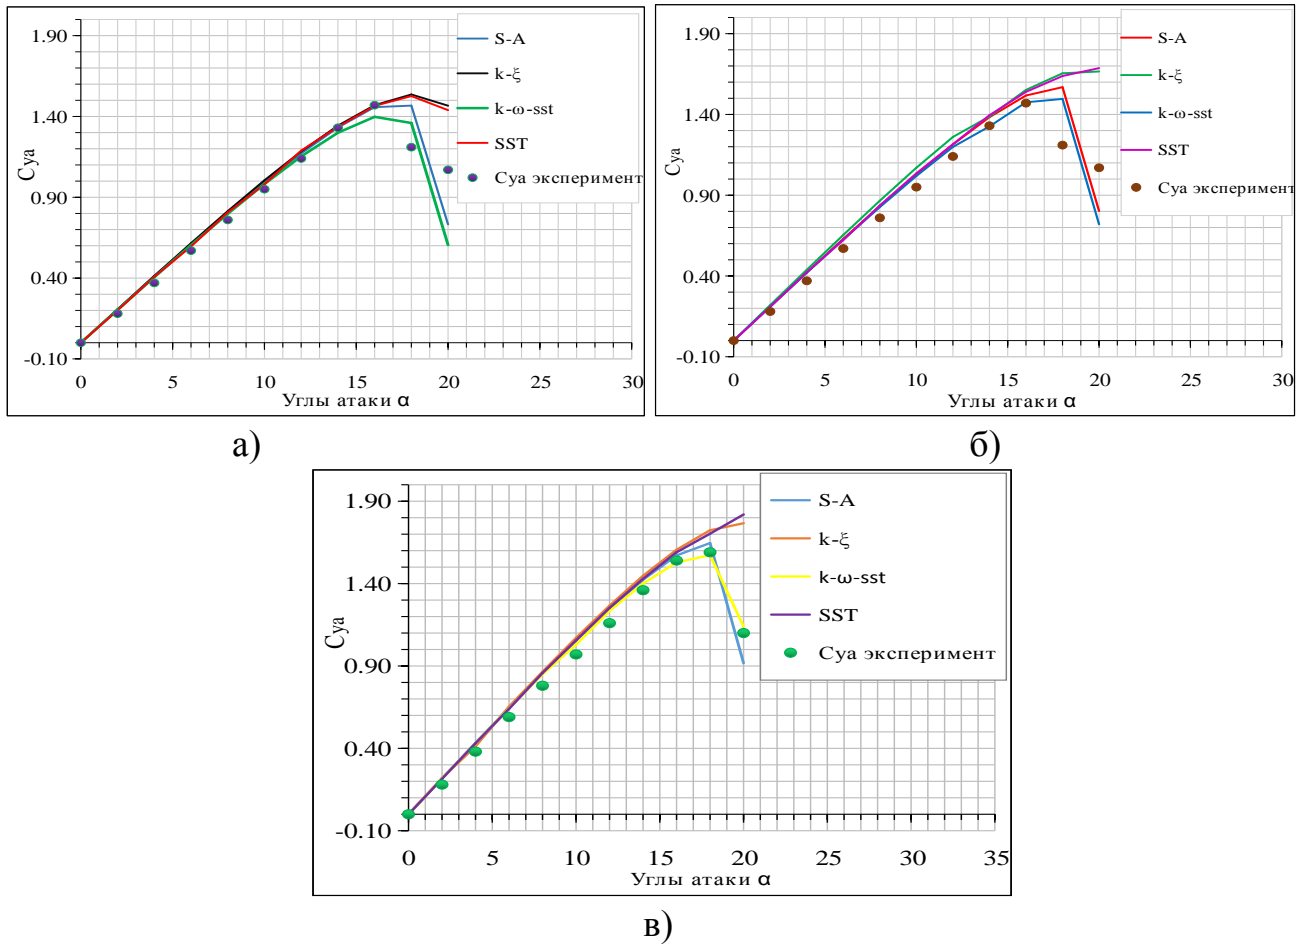 1.90
1.40
0.90
0.40
-0.10
Cya
0 5 10 15 20 25 30
Углы атаки α
S-A
k-ξ
k-ω-sst
SST
Суа эксперимент
а)
1.90
1.40
0.90
0.40
-0.10
Cya
0 5 10 15 20 25 30
Углы атаки α
S-A
k-ξ
k-ω-sst
SST
Суа эксперимент
б)
1.90
1.40
0.90
0.40
-0.10
Cya
0 5 10 15 20 25 30 35
Углы атаки α
S-A
k-ξ
k-ω-sst
SST
Суа эксперимент
в)